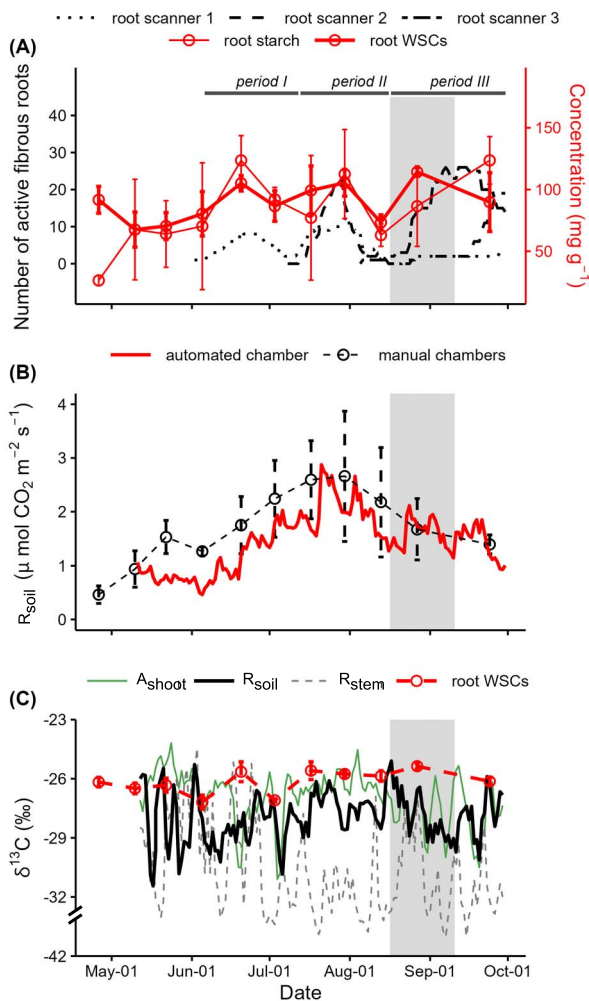 root scanner 1 root scanner 2 root scanner 3
(A) root starch root WSCs
period I period II period III
Number of active fibrous roots
40
30
20
10
0
150
100
50
Concentration (mg g⁻¹)
automated chamber manual chambers
(B)
Rsoil (μ mol CO₂ m⁻² s⁻¹)
4
3
2
1
0
Ashoot Rsoil Rstem root WSCs
(C)
δ¹³C (‰)
-23
-26
-29
-32
-42
May-01 Jun-01 Jul-01 Aug-01 Sep-01 Oct-01
Date